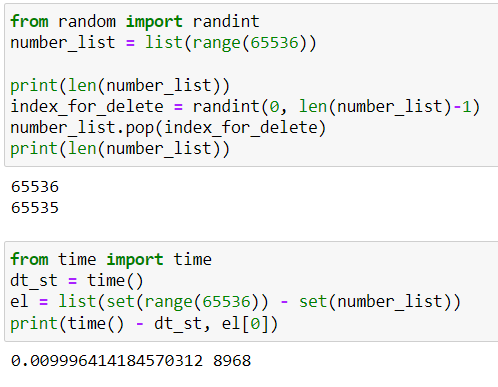 from random import randint
number_list = list(range(65536))
print(len(number_list))
index_for_delete = randint(0, len(number_list)-1)
number_list.pop(index_for_delete)
print(len(number_list))
65536
65535
from time import time
dt_st = time()
el = list(set(range(65536)) - set(number_list))
print(time() - dt_st, el[0])
0.009996414184570312 8968